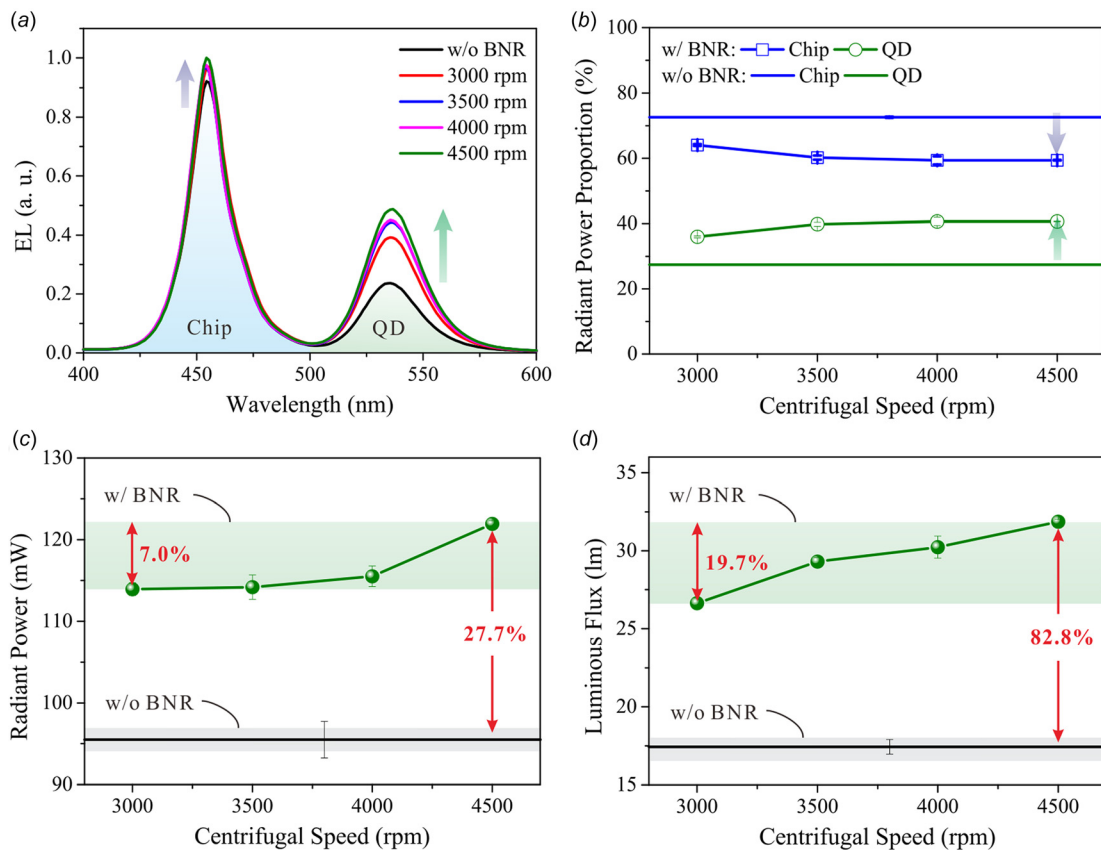 (a)
EL (a. u.)
1.0
0.8
0.6
0.4
0.2
0.0
w/o BNR
3000 rpm
3500 rpm
4000 rpm
4500 rpm
Chip
QD
400
450
500
550
600
Wavelength (nm)
(b)
Radiant Power Proportion (%)
100
80
60
40
20
0
w/ BNR: Chip QD
w/o BNR: Chip QD
3000
3500
4000
4500
Centrifugal Speed (rpm)
(c)
Radiant Power (mW)
130
120
110
100
90
w/ BNR
7.0%
27.7%
w/o BNR
3000
3500
4000
4500
Centrifugal Speed (rpm)
(d)
Luminous Flux (lm)
35
30
25
20
15
w/ BNR
19.7%
82.8%
w/o BNR
3000
3500
4000
4500
Centrifugal Speed (rpm)